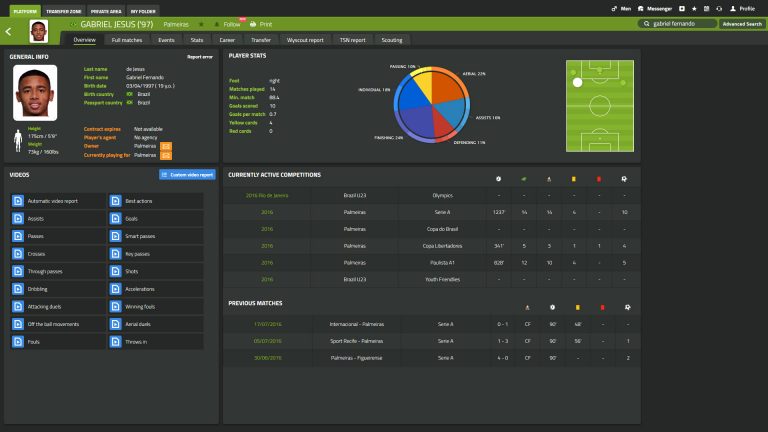 PLATFORM TRANSFER ZONE PRIVATE AREA MY FOLDER Men Messenger Profile
GABRIEL JESUS ('97) Palmeiras Follow Print gabriel fernando Advanced Search
Overview Full matches Events Stats Career Transfer Wyscout report TSN report Scouting
GENERAL INFO Report error
Last name de Jesus
First name Gabriel Fernando
Birth date 03/04/1997 ( 19 y.o. )
Birth country Brazil
Passport country Brazil
Height
175cm / 5'9"
Weight
73kg / 160lbs
Contract expires Not available
Player's agent No agency
Owner Palmeiras
Currently playing for Palmeiras
PLAYER STATS
Foot right
Matches played 14
Min. match 88.4
Goals scored 10
Goals per match 0.7
Yellow cards 4
Red cards 0
PASSING 10%
AERIAL 22%
INDIVIDUAL 18%
ASSISTS 16%
FINISHING 24%
DEFENDING 11%
VIDEOS Custom video report
Automatic video report Best actions
Assists Goals
Passes Smart passes
Crosses Key passes
Through passes Shots
Dribbling Accelerations
Attacking duels Winning fouls
Off the ball movements Aerial duels
Fouls Throws in
CURRENTLY ACTIVE COMPETITIONS
2016 Rio de Janeiro Brazil U23 Olympics - - - - - -
2016 Palmeiras Serie A 1237' 14 14 4 - 10
2016 Palmeiras Copa do Brasil - - - - - -
2016 Palmeiras Copa Libertadores 341' 5 3 1 1 4
2016 Palmeiras Paulista A1 828' 12 10 4 - 5
2016 Brazil U23 Youth Friendlies - - - - - -
PREVIOUS MATCHES
17/07/2016 Internacional - Palmeiras Serie A 0 - 1 CF 90' 48' - -
05/07/2016 Sport Recife - Palmeiras Serie A 1 - 3 CF 90' 56' - 1
30/06/2016 Palmeiras - Figueirense Serie A 4 - 0 CF 90' - - 2